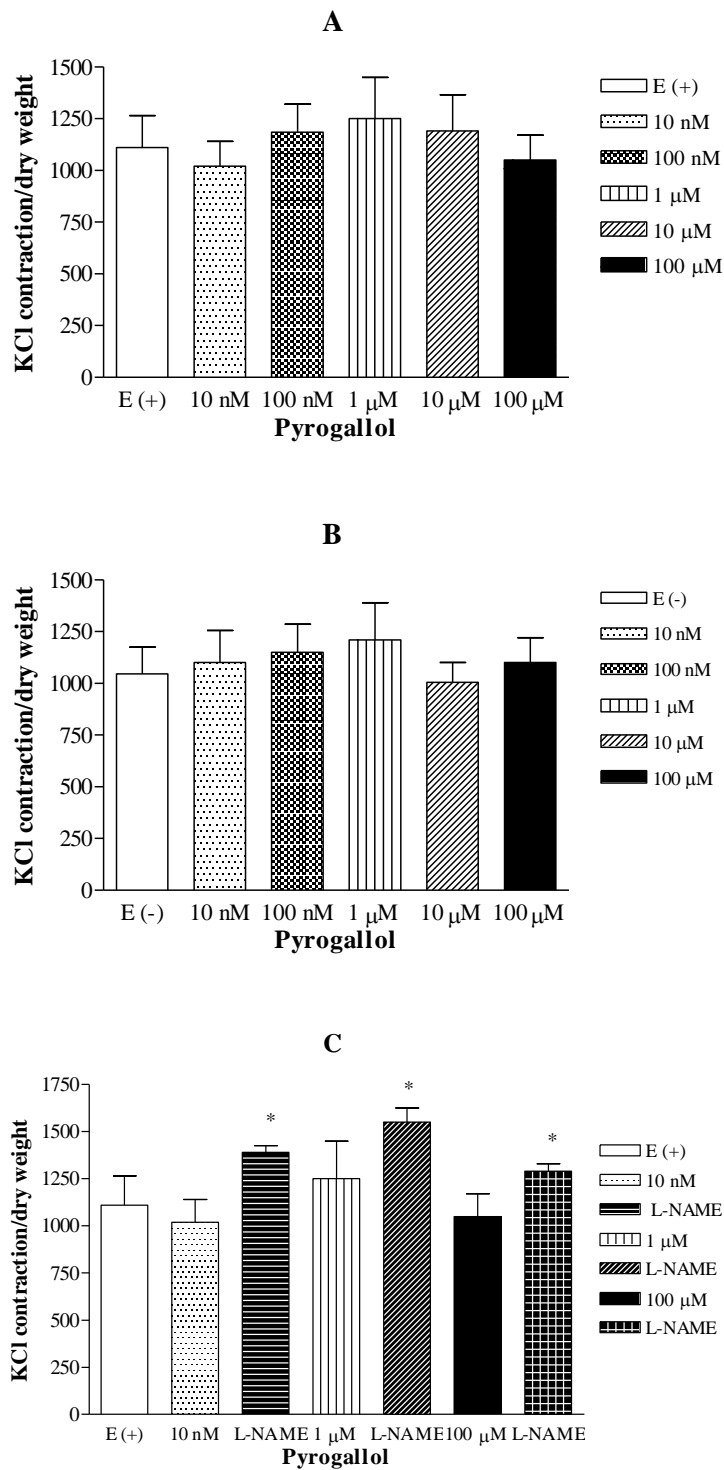 A
KCl contraction/dry weight
1500
1250
1000
750
500
250
0
E (+) 10 nM 100 nM 1 μM 10 μM 100 μM
Pyrogallol
E (+)
10 nM
100 nM
1 μM
10 μM
100 μM
B
KCl contraction/dry weight
1500
1250
1000
750
500
250
0
E (-) 10 nM 100 nM 1 μM 10 μM 100 μM
Pyrogallol
E (-)
10 nM
100 nM
1 μM
10 μM
100 μM
C
KCl contraction/dry weight
1750
1500
1250
1000
750
500
250
0
* * *
E (+) 10 nM L-NAME 1 μM L-NAME 100 μM L-NAME
Pyrogallol
E (+)
10 nM
L-NAME
1 μM
L-NAME
100 μM
L-NAME